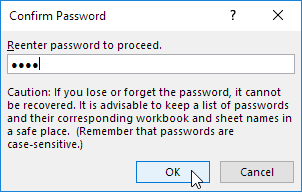 Confirm Password
Reenter password to proceed.
••••
Caution: If you lose or forget the password, it cannot
be recovered. It is advisable to keep a list of passwords
and their corresponding workbook and sheet names in
a safe place.  (Remember that passwords are
case-sensitive.)
OK Cancel